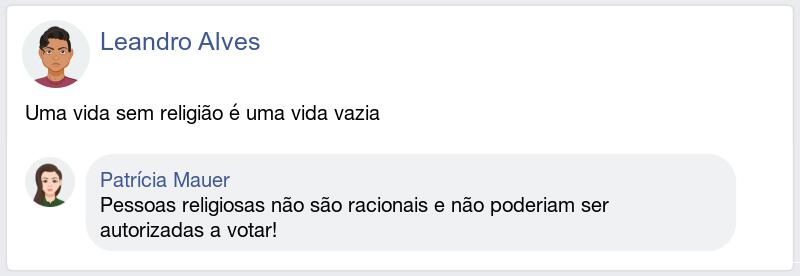 Leandro Alves
Uma vida sem religião é uma vida vazia
Patrícia Mauer
Pessoas religiosas não são racionais e não poderiam ser
autorizadas a votar!